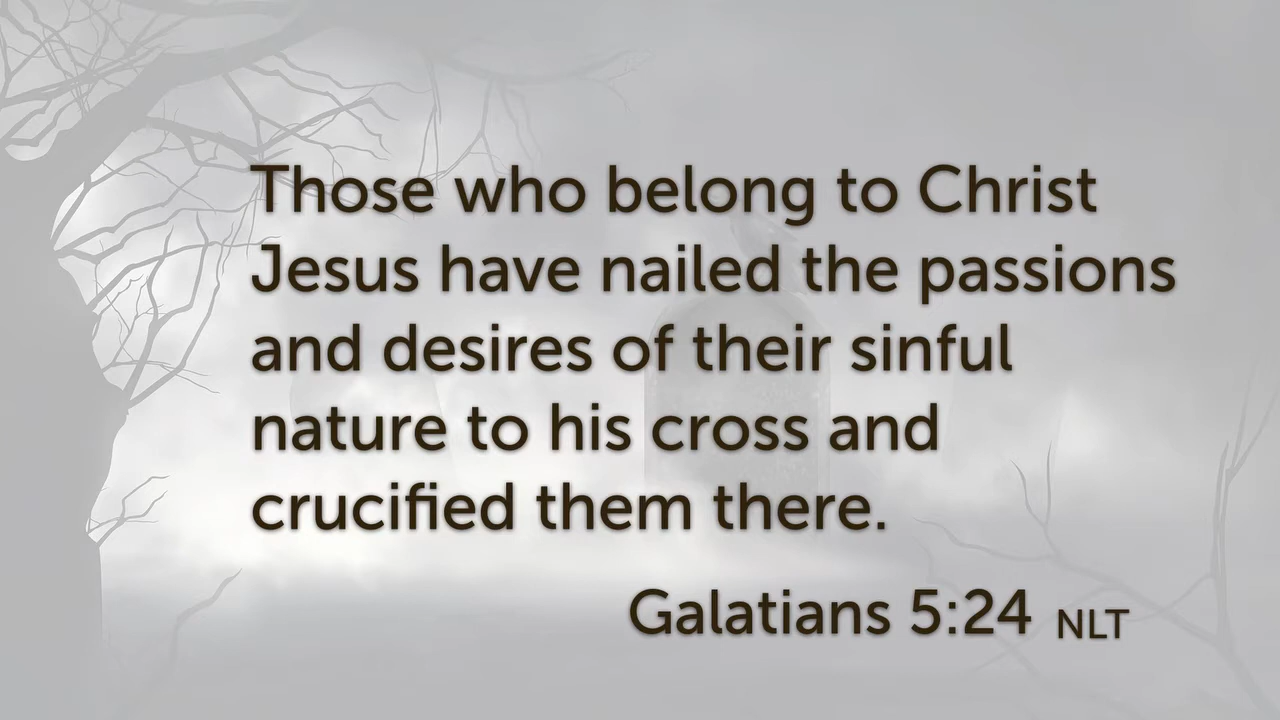 Those who belong to Christ
Jesus have nailed the passions
and desires of their sinful
nature to his cross and
crucified them there.
Galatians 5:24 NLT